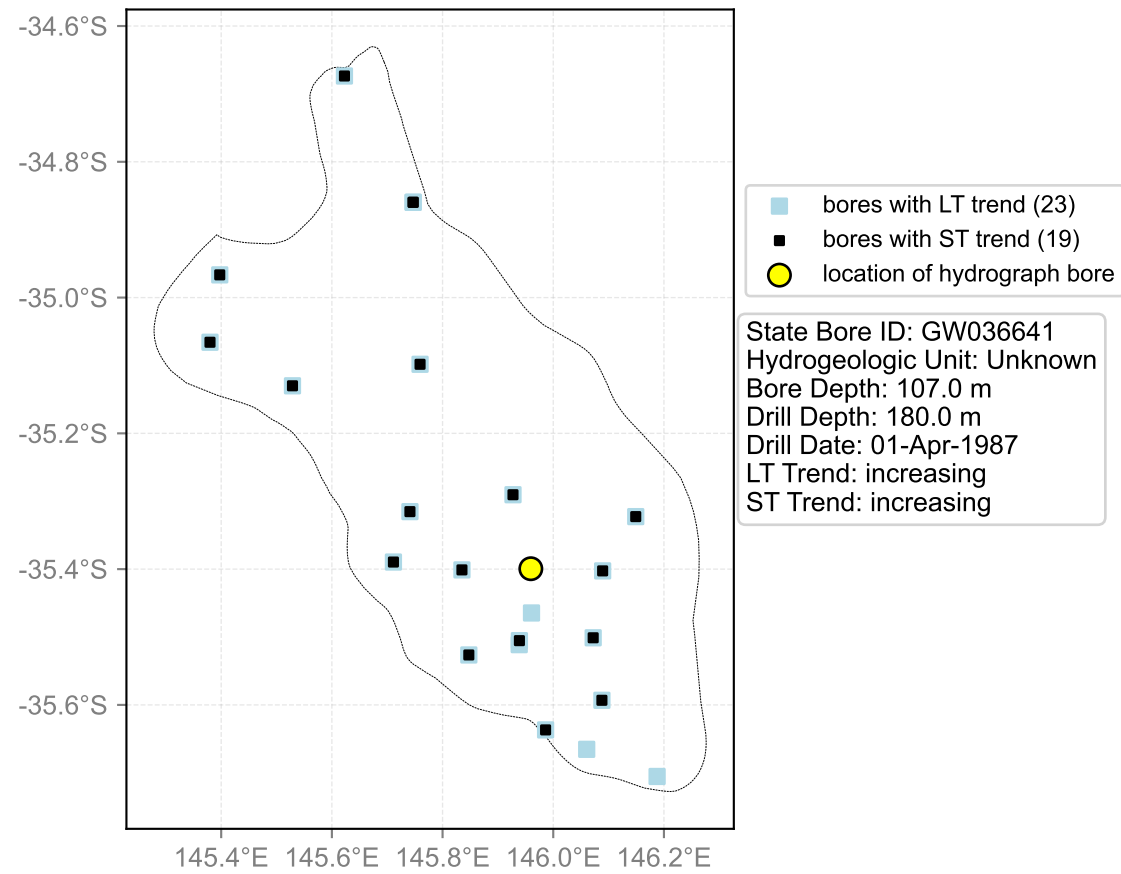 -34.6°S
-34.8°S
-35.0°S
-35.2°S
-35.4°S
-35.6°S
145.4°E 145.6°E 145.8°E 146.0°E 146.2°E
bores with LT trend (23)
bores with ST trend (19)
location of hydrograph bore
State Bore ID: GW036641
Hydrogeologic Unit: Unknown
Bore Depth: 107.0 m
Drill Depth: 180.0 m
Drill Date: 01-Apr-1987
LT Trend: increasing
ST Trend: increasing